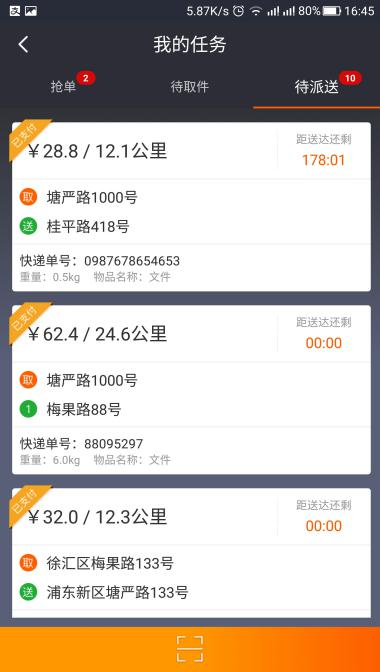 5.87K/s 80% 16:45
我的任务
抢单 2 待取件 待派送 10
已支付
￥28.8 / 12.1公里
距送达还剩
178:01
取 塘严路1000号
送 桂平路418号
快递单号：0987678654653
重量：0.5kg 物品名称：文件
已支付
￥62.4 / 24.6公里
距送达还剩
00:00
取 塘严路1000号
1 梅果路88号
快递单号：88095297
重量：6.0kg 物品名称：文件
已支付
￥32.0 / 12.3公里
距送达还剩
00:00
取 徐汇区梅果路133号
送 浦东新区塘严路133号